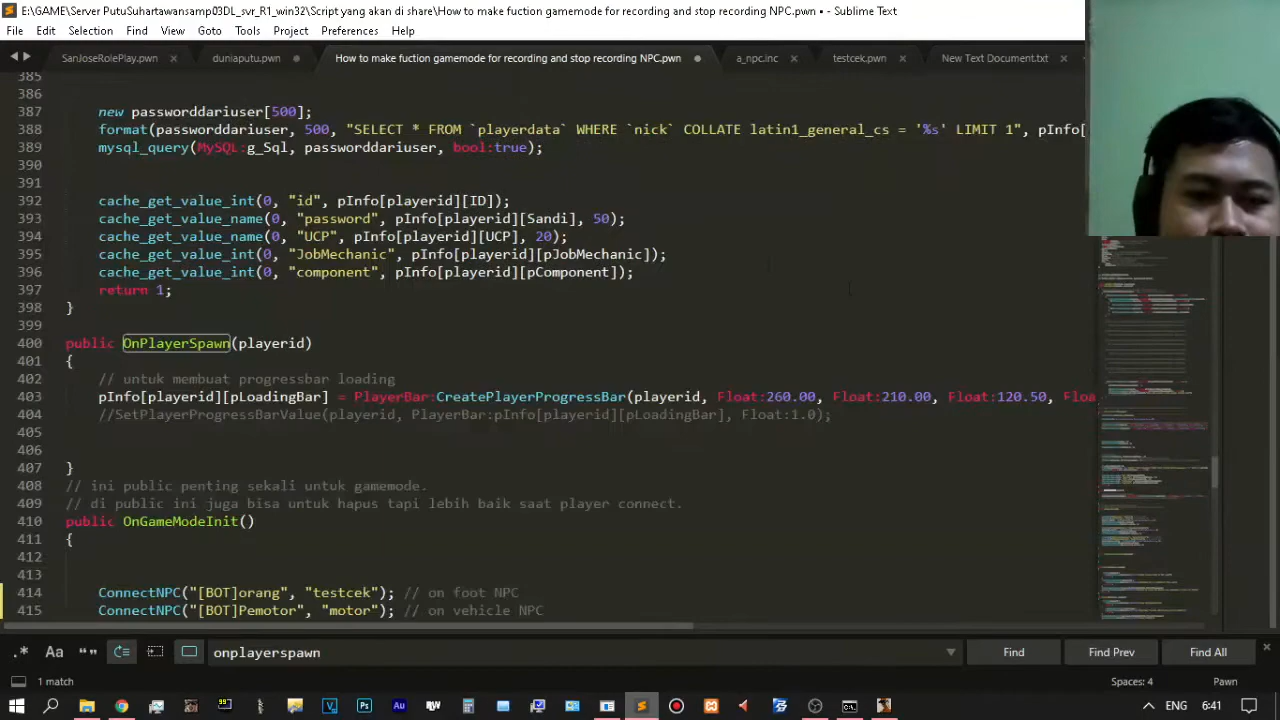 E:\GAME\Server PutuSuhartawansamp03DL_svr_R1_win32\Script yang akan di share\How to make fuction gamemode for recording and stop recording NPC.pwn • - Sublime Text
File Edit Selection Find View Goto Tools Project Preferences Help
SanJoseRolePlay.pwn duniaputu.pwn How to make fuction gamemode for recording and stop recording NPC.pwn a_npc.inc testcek.pwn New Text Document.txt
385
386
387 new passworddariuser[500];
388 format(passworddariuser, 500, "SELECT * FROM `playerdata` WHERE `nick` COLLATE latin1_general_cs = '%s' LIMIT 1", pInfo[
389 mysql_query(MySQL:g_Sql, passworddariuser, bool:true);
390
391
392 cache_get_value_int(0, "id", pInfo[playerid][ID]);
393 cache_get_value_name(0, "password", pInfo[playerid][Sandi], 50);
394 cache_get_value_name(0, "UCP", pInfo[playerid][UCP], 20);
395 cache_get_value_int(0, "JobMechanic", pInfo[playerid][pJobMechanic]);
396 cache_get_value_int(0, "component", pInfo[playerid][pComponent]);
397 return 1;
398 }
399
400 public OnPlayerSpawn(playerid)
401 {
402 // untuk membuat progressbar loading
403 pInfo[playerid][pLoadingBar] = PlayerBar:CreatePlayerProgressBar(playerid, Float:260.00, Float:210.00, Float:120.50, Floa
404 //SetPlayerProgressBarValue(playerid, PlayerBar:pInfo[playerid][pLoadingBar], Float:1.0);
405
406
407 }
408 // ini public penting sekali untuk gamemode.
409 // di public ini juga bisa untuk hapus tapi lebih baik saat player connect.
410 public OnGameModeInit()
411 {
412
413
414 ConnectNPC("[BOT]orang", "testcek"); // on foot NPC
415 ConnectNPC("[BOT]Pemotor", "motor"); // on vehicle NPC
.* Aa onplayerspawn Find Find Prev Find All
1 match Spaces: 4 Pawn
ENG 6:41